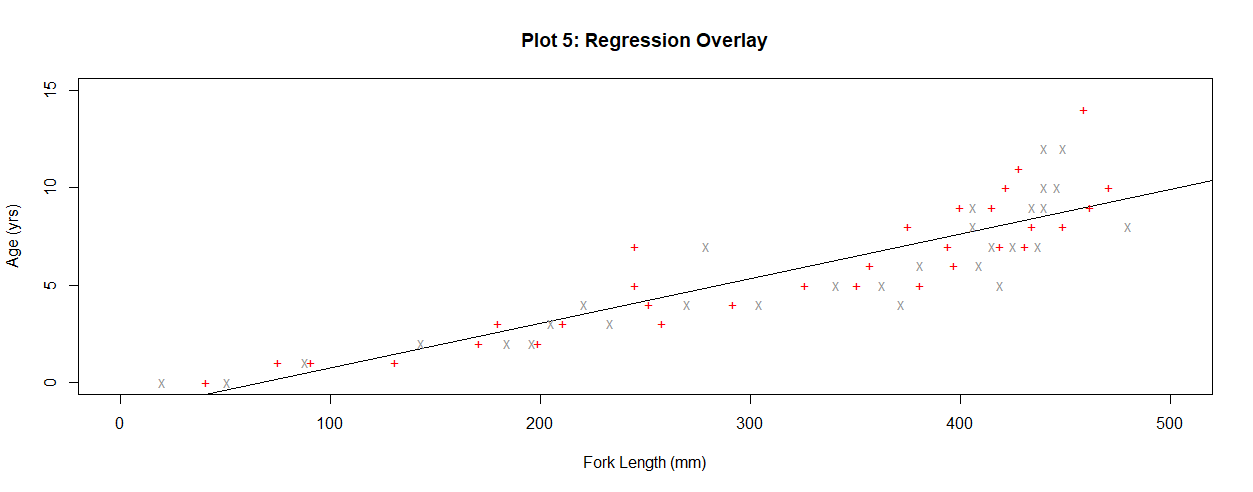 Plot 5: Regression Overlay
Age (yrs)
15
10
5
0
0 100 200 300 400 500
Fork Length (mm)